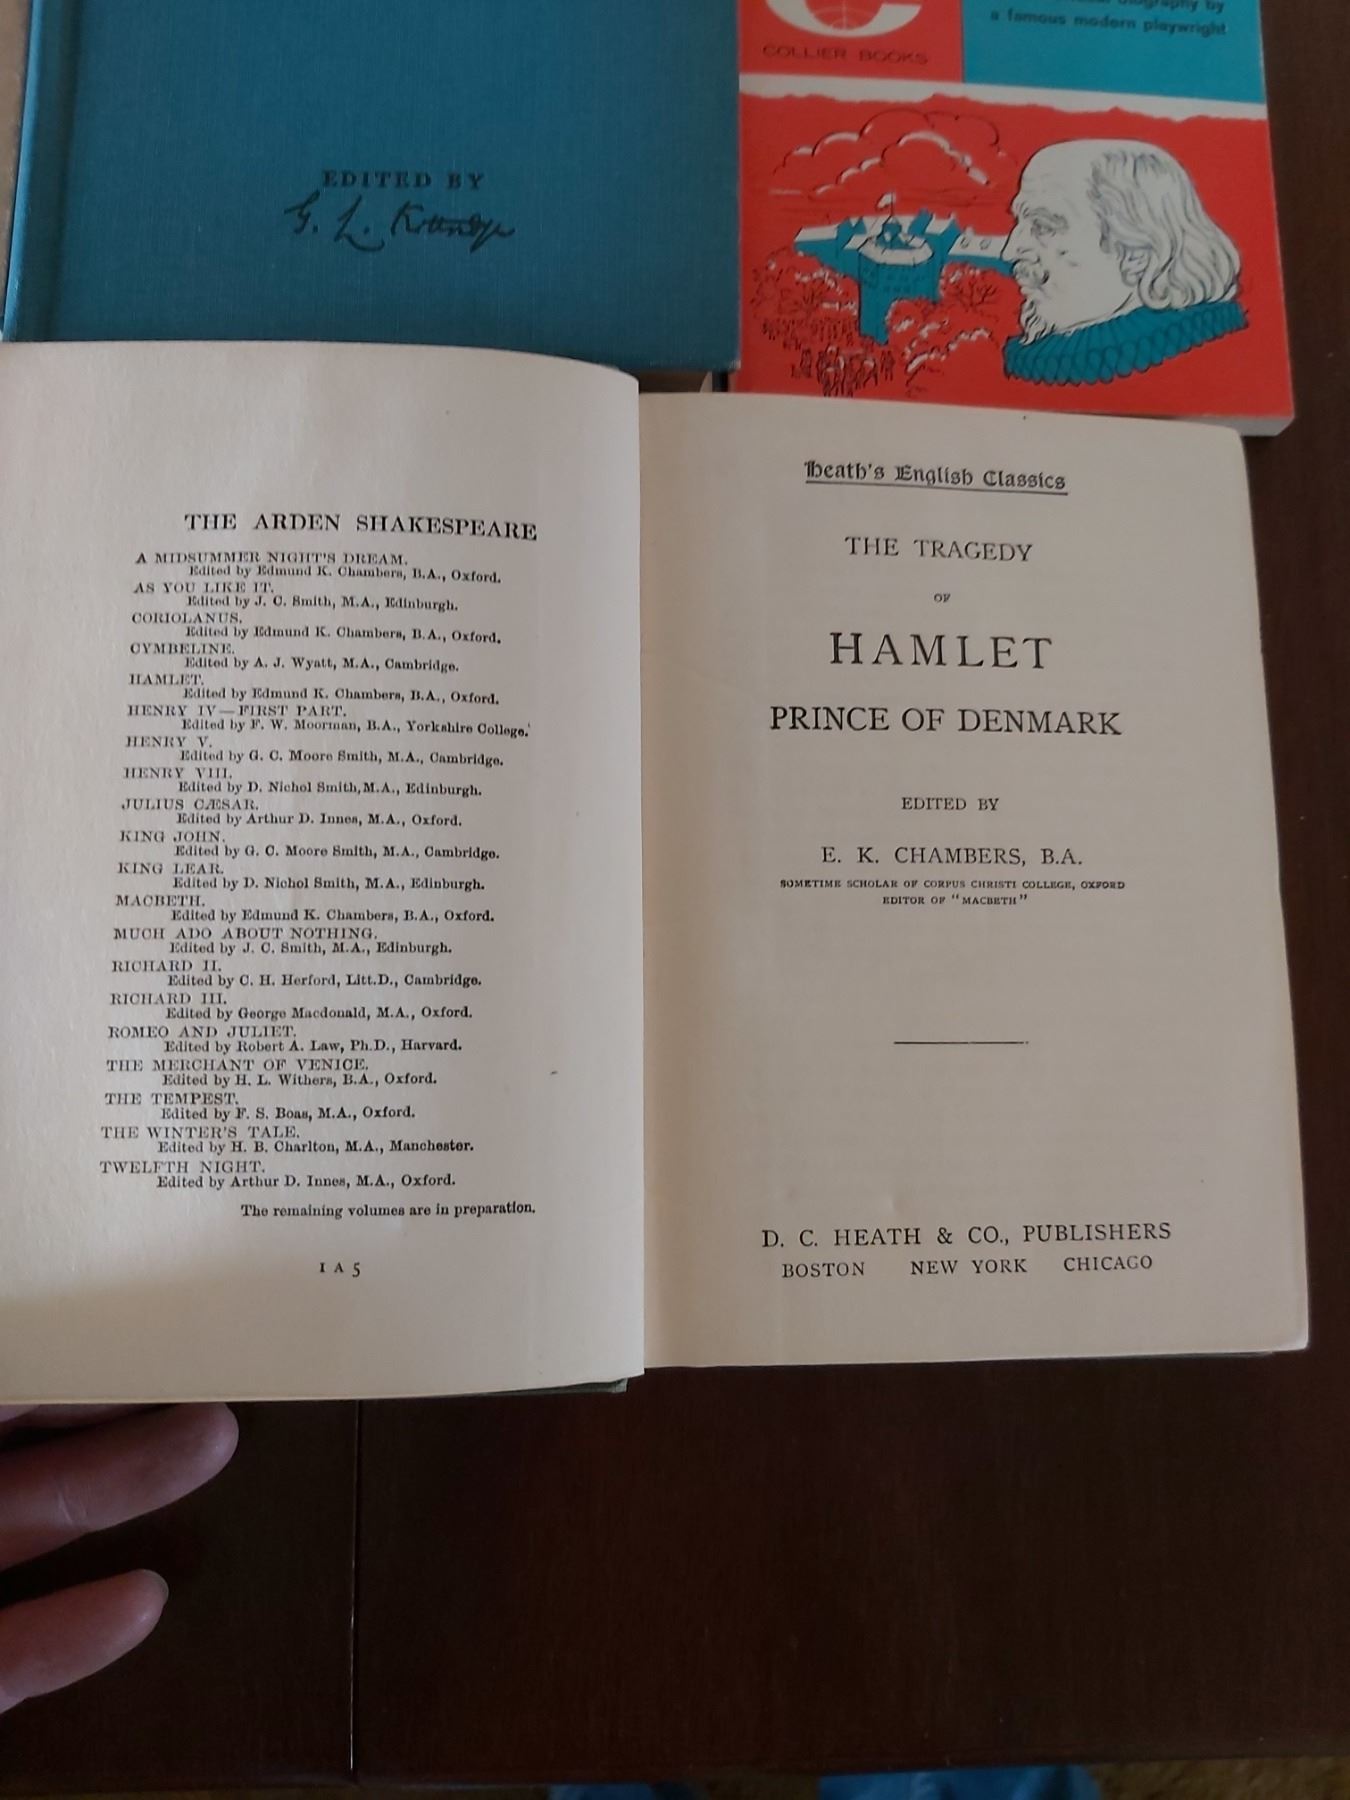 COLLIER BOOKS
biography by
a famous modern playwright
EDITED BY
G. L. Kittredge
THE ARDEN SHAKESPEARE
A MIDSUMMER NIGHT'S DREAM.
Edited by Edmund K. Chambers, B.A., Oxford.
AS YOU LIKE IT.
Edited by J. C. Smith, M.A., Edinburgh.
CORIOLANUS.
Edited by Edmund K. Chambers, B.A., Oxford.
CYMBELINE.
Edited by A. J. Wyatt, M.A., Cambridge.
HAMLET.
Edited by Edmund K. Chambers, B.A., Oxford.
HENRY IV—FIRST PART.
Edited by F. W. Moorman, B.A., Yorkshire College.
HENRY V.
Edited by G. C. Moore Smith, M.A., Cambridge.
HENRY VIII.
Edited by D. Nichol Smith, M.A., Edinburgh.
JULIUS CÆSAR.
Edited by Arthur D. Innes, M.A., Oxford.
KING JOHN.
Edited by G. C. Moore Smith, M.A., Cambridge.
KING LEAR.
Edited by D. Nichol Smith, M.A., Edinburgh.
MACBETH.
Edited by Edmund K. Chambers, B.A., Oxford.
MUCH ADO ABOUT NOTHING.
Edited by J. C. Smith, M.A., Edinburgh.
RICHARD II.
Edited by C. H. Herford, Litt.D., Cambridge.
RICHARD III.
Edited by George Macdonald, M.A., Oxford.
ROMEO AND JULIET.
Edited by Robert A. Law, Ph.D., Harvard.
THE MERCHANT OF VENICE.
Edited by H. L. Withers, B.A., Oxford.
THE TEMPEST.
Edited by F. S. Boas, M.A., Oxford.
THE WINTER'S TALE.
Edited by H. B. Charlton, M.A., Manchester.
TWELFTH NIGHT.
Edited by Arthur D. Innes, M.A., Oxford.
The remaining volumes are in preparation.
I A 5
Heath's English Classics
THE TRAGEDY
OF
HAMLET
PRINCE OF DENMARK
EDITED BY
E. K. CHAMBERS, B.A.
SOMETIME SCHOLAR OF CORPUS CHRISTI COLLEGE, OXFORD
EDITOR OF "MACBETH"
D. C. HEATH & CO., PUBLISHERS
BOSTON NEW YORK CHICAGO